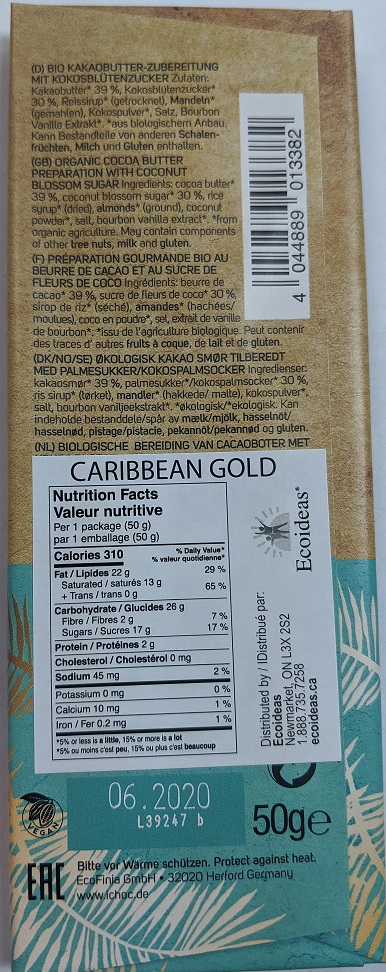 (D) BIO KAKAOBUTTER-ZUBEREITUNG
MIT KOKOSBLÜTENZUCKER Zutaten:
Kakaobutter* 39 %, Kokosblütenzucker*
30 %, Reissirup* (getrocknet), Mandeln*
(gemahlen), Kokospulver*, Salz, Bourbon
Vanille Extrakt*. *aus biologischem Anbau.
Kann Bestandteile von anderen Schalen-
früchten, Milch und Gluten enthalten.
(GB) ORGANIC COCOA BUTTER
PREPARATION WITH COCONUT
BLOSSOM SUGAR Ingredients: cocoa butter*
39 %, coconut blossom sugar* 30 %, rice
syrup* (dried), almonds* (ground), coconut
powder*, salt, bourbon vanilla extract*. *from
organic agriculture. May contain components
of other tree nuts, milk and gluten.
(F) PRÉPARATION GOURMANDE BIO AU
BEURRE DE CACAO ET AU SUCRE DE
FLEURS DE COCO Ingrédients: beurre de
cacao* 39 %, sucre de fleurs de coco* 30 %,
sirop de riz* (séché), amandes* (hachées/
moulues), coco en poudre*, sel, extrait de vanille
de bourbon*. *issu de l'agriculture biologique. Peut contenir
des traces d' autres fruits à coque, de lait et de gluten.
(DK/NO/SE) ØKOLOGISK KAKAO SMØR TILBEREDT
MED PALMESUKKER/KOKOSPALMSOCKER Ingredienser:
kakaosmør* 39 %, palmesukker*/kokospalmsocker* 30 %,
ris sirup* (tørket), mandler* (hakkede/ malte), kokospulver*,
salt, bourbon vaniljeekstrakt*. *økologisk/*ekologisk. Kan
indeholde bestanddele/spår av mælk/mjölk, hasselnöt/
hasselnød, pistage/pistacie, pekannöt/pekannød og gluten.
(NL) BIOLOGISCHE BEREIDING VAN CACAOBOTER MET
4 044889 013382
CARIBBEAN GOLD
Nutrition Facts
Valeur nutritive
Per 1 package (50 g)
par 1 emballage (50 g)
Calories 310
% Daily Value*
% valeur quotidienne*
Fat / Lipides 22 g 29 %
Saturated / saturés 13 g
+ Trans / trans 0 g 65 %
Carbohydrate / Glucides 26 g
Fibre / Fibres 2 g 7 %
Sugars / Sucres 17 g 17 %
Protein / Protéines 2 g
Cholesterol / Cholestérol 0 mg
Sodium 45 mg 2 %
Potassium 0 mg 0 %
Calcium 10 mg 1 %
Iron / Fer 0.2 mg 1 %
*5% or less is a little, 15% or more is a lot
*5% ou moins c'est peu, 15% ou plus c'est beaucoup
Ecoideas®
Distributed by / lDistribué par:
Ecoideas
Newmarket, ON L3X 2S2
1.888.735.7258
ecoideas.ca
VEGAN
06.2020
L39247 b
50g℮
EAC
Bitte vor Wärme schützen. Protect against heat.
EcoFinia GmbH • 32020 Herford Germany
www.ichoc.de